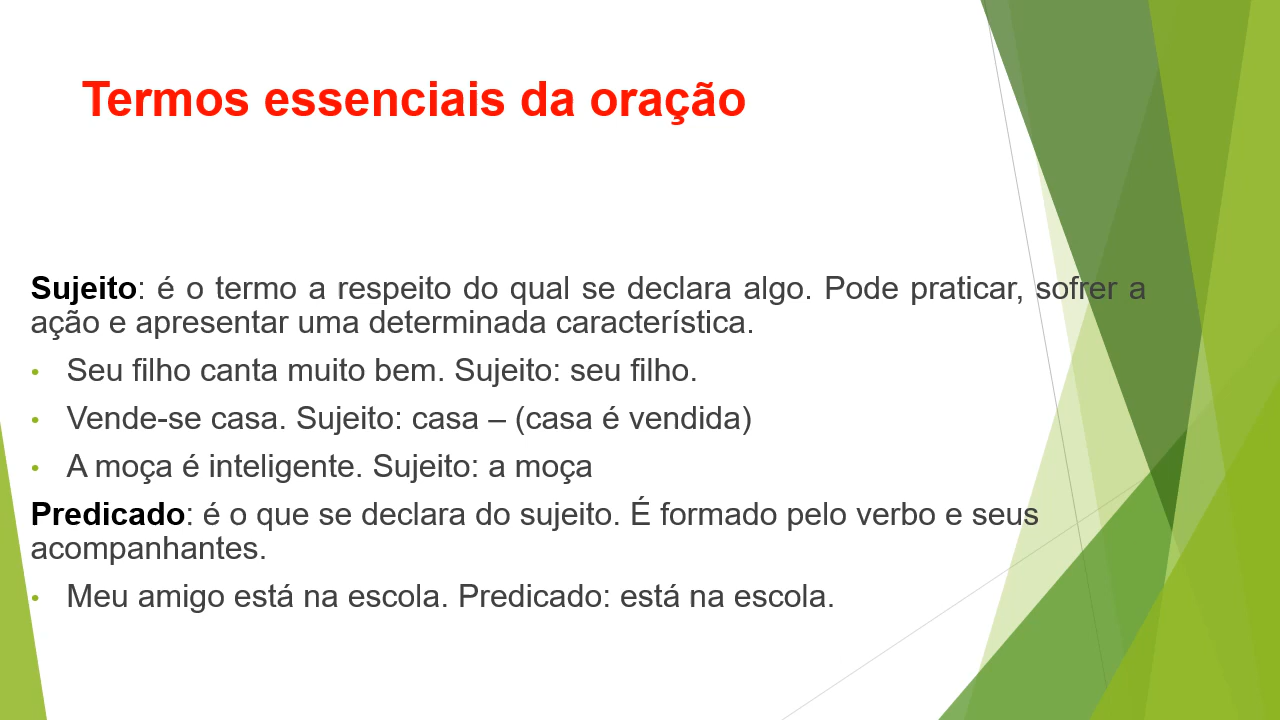 Termos essenciais da oração
Sujeito: é o termo a respeito do qual se declara algo. Pode praticar, sofrer a
ação e apresentar uma determinada característica.
• Seu filho canta muito bem. Sujeito: seu filho.
• Vende-se casa. Sujeito: casa – (casa é vendida)
• A moça é inteligente. Sujeito: a moça
Predicado: é o que se declara do sujeito. É formado pelo verbo e seus
acompanhantes.
• Meu amigo está na escola. Predicado: está na escola.